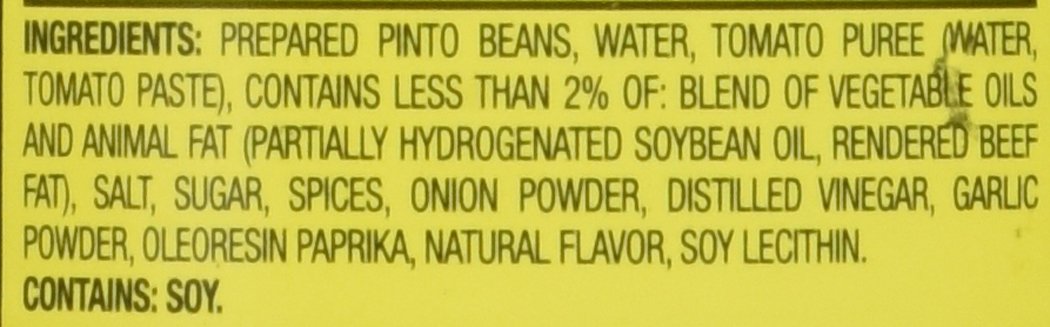 INGREDIENTS: PREPARED PINTO BEANS, WATER, TOMATO PUREE (WATER,
TOMATO PASTE), CONTAINS LESS THAN 2% OF: BLEND OF VEGETABLE OILS
AND ANIMAL FAT (PARTIALLY HYDROGENATED SOYBEAN OIL, RENDERED BEEF
FAT), SALT, SUGAR, SPICES, ONION POWDER, DISTILLED VINEGAR, GARLIC
POWDER, OLEORESIN PAPRIKA, NATURAL FLAVOR, SOY LECITHIN.
CONTAINS: SOY.